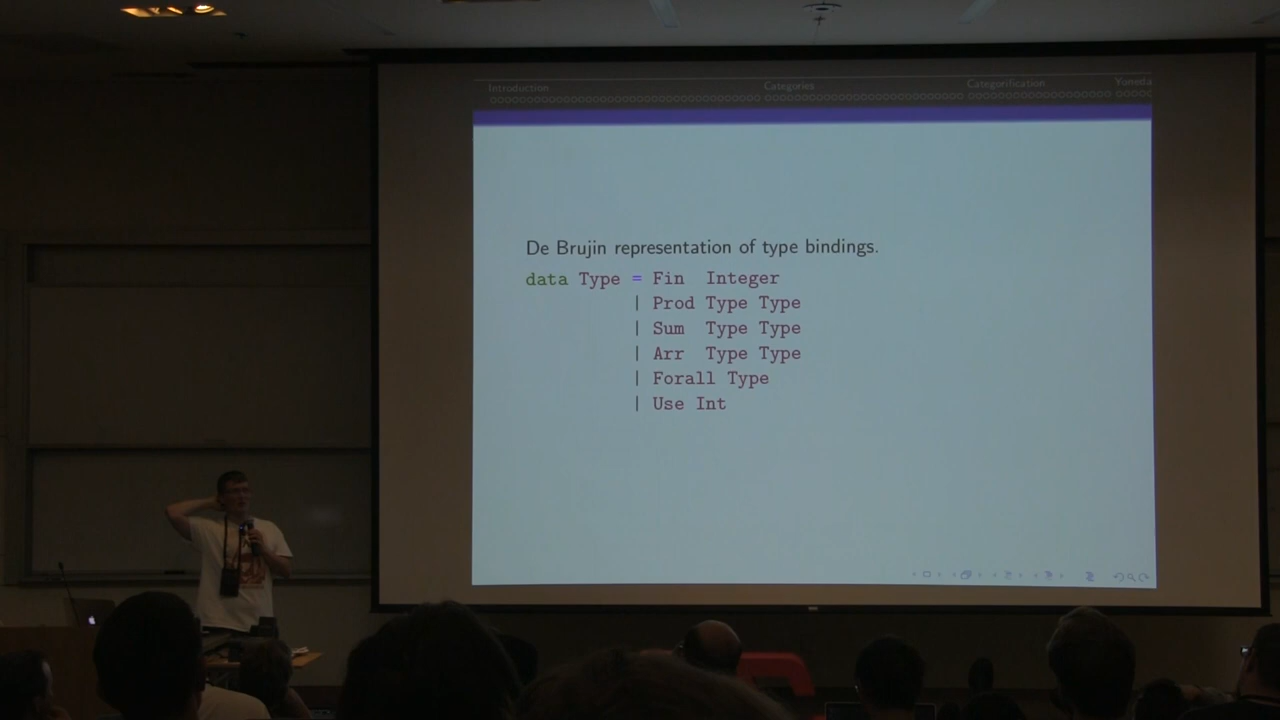 Introduction Categories Categorification Yoneda
De Brujin representation of type bindings.
data Type = Fin Integer
| Prod Type Type
| Sum Type Type
| Arr Type Type
| Forall Type
| Use Int